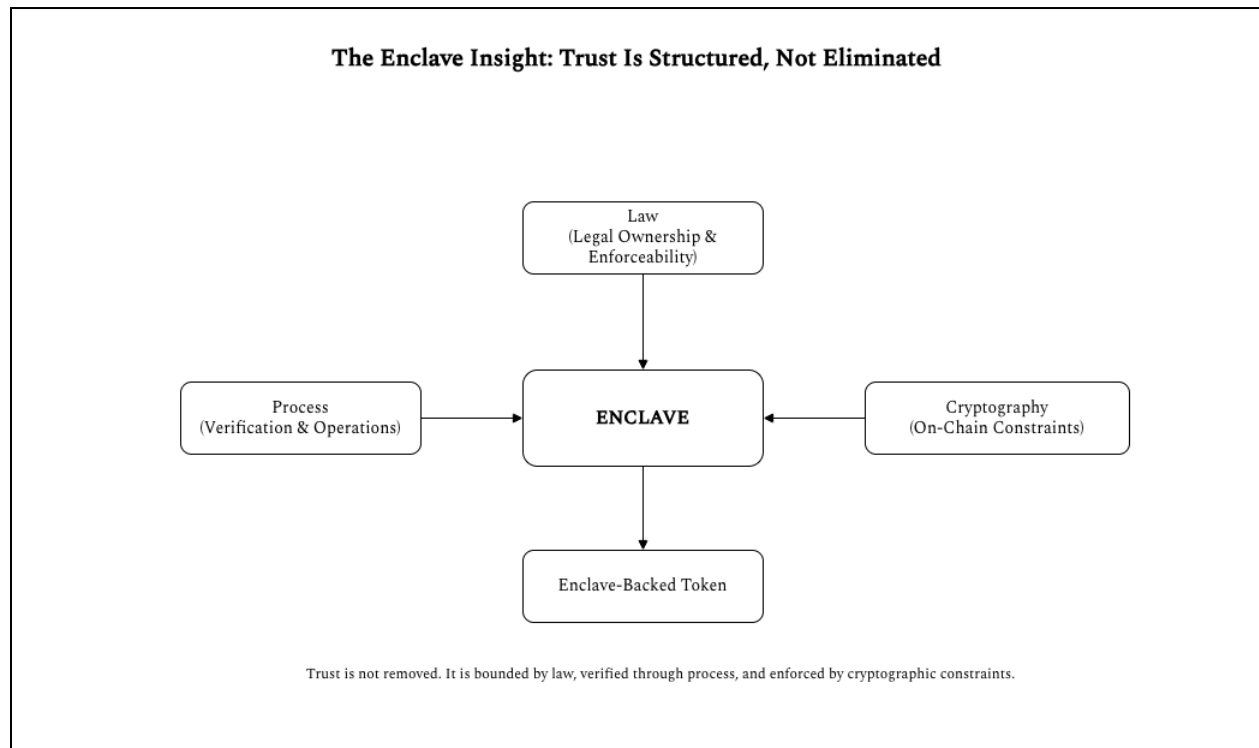 The Enclave Insight: Trust Is Structured, Not Eliminated
Law
(Legal Ownership &
Enforceability)
Process
(Verification & Operations)
ENCLAVE
Cryptography
(On-Chain Constraints)
Enclave-Backed Token
Trust is not removed. It is bounded by law, verified through process, and enforced by cryptographic constraints.